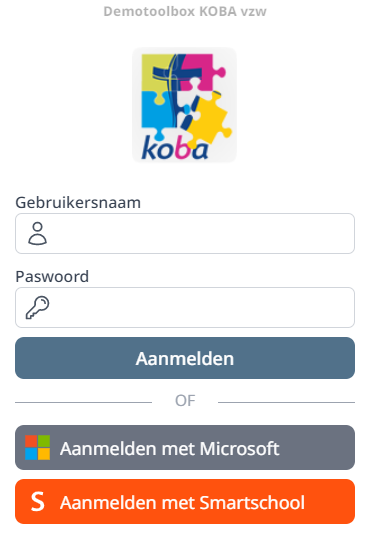 Demotoolbox KOBA vzw
koba
Gebruikersnaam
Paswoord
Aanmelden
OF
Aanmelden met Microsoft
S Aanmelden met Smartschool